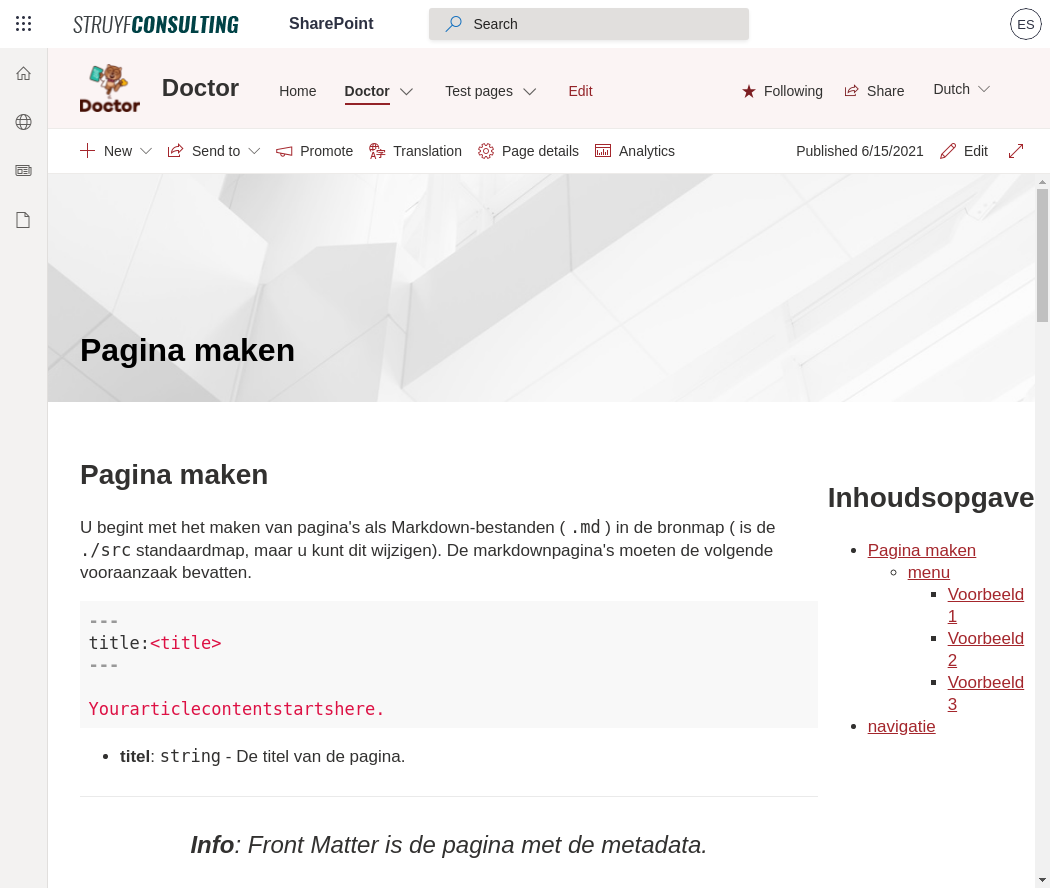 STRUYFCONSULTING SharePoint Search ES
Doctor Doctor Home Doctor Test pages Edit Following Share Dutch
New Send to Promote Translation Page details Analytics Published 6/15/2021 Edit
Pagina maken
Pagina maken
U begint met het maken van pagina's als Markdown-bestanden ( .md ) in de bronmap ( is de
./src standaardmap, maar u kunt dit wijzigen). De markdownpagina's moeten de volgende
vooraanzaak bevatten.
---
title:<title>
---
Yourarticlecontentstartshere.
• titel: string - De titel van de pagina.
Info: Front Matter is de pagina met de metadata.
Inhoudsopgave
• Pagina maken
◦ menu
▪ Voorbeeld
1
▪ Voorbeeld
2
▪ Voorbeeld
3
• navigatie